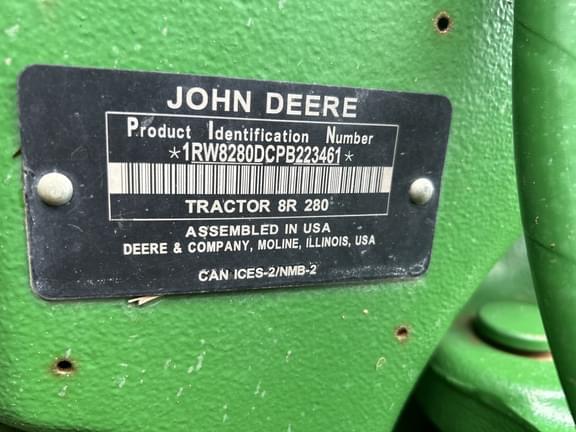 JOHN DEERE
Product Identification Number
*1RW8280DCPB223461*
TRACTOR 8R 280
ASSEMBLED IN USA
DEERE & COMPANY, MOLINE, ILLINOIS, USA
CAN ICES-2/NMB-2